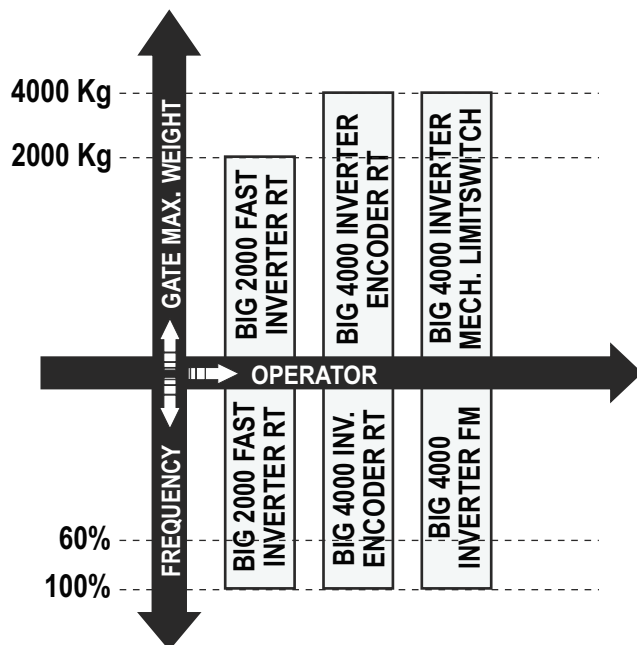 4000 Kg
2000 Kg
GATE MAX. WEIGHT
BIG 2000 FAST
INVERTER RT
BIG 4000 INVERTER
ENCODER RT
BIG 4000 INVERTER
MECH. LIMITSWITCH
OPERATOR
FREQUENCY
BIG 2000 FAST
INVERTER RT
BIG 4000 INV.
ENCODER RT
BIG 4000
INVERTER FM
60%
100%